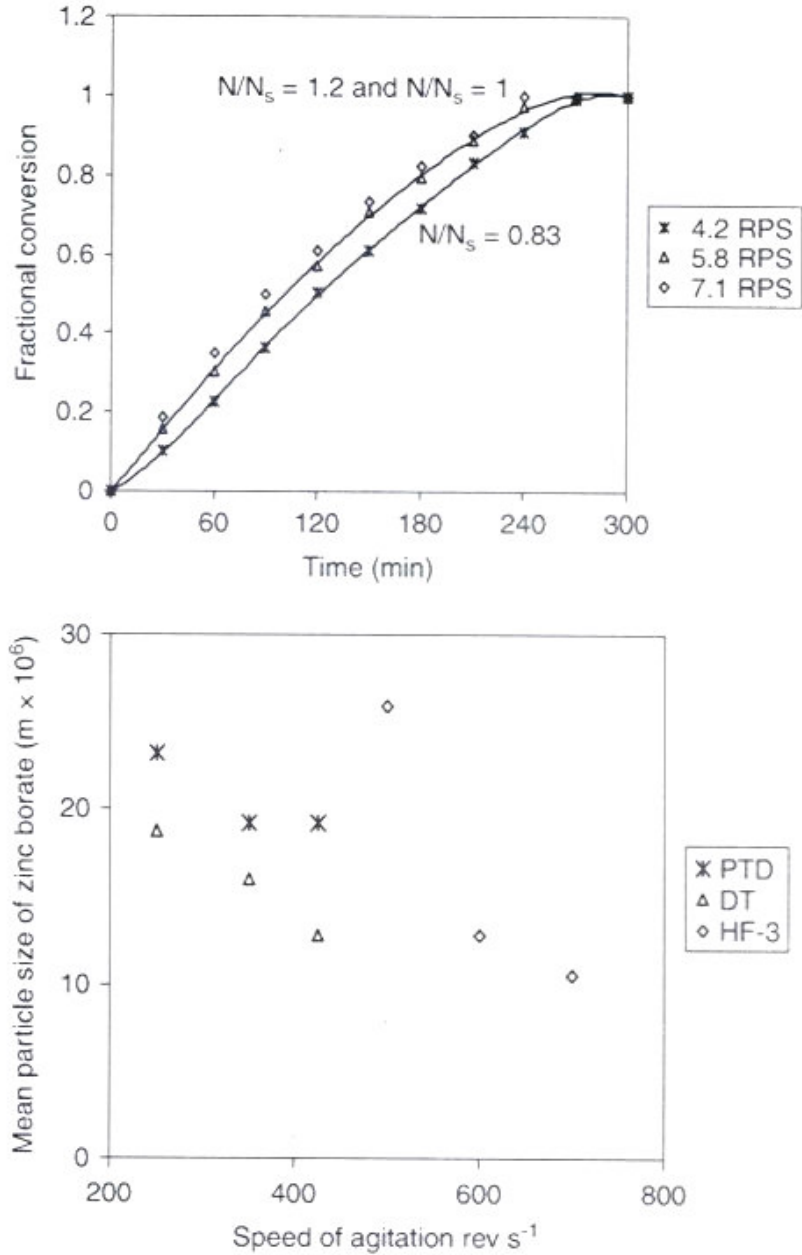 1.2
1
0.8
0.6
0.4
0.2
0
Fractional conversion
N/Ns = 1.2 and N/Ns = 1
N/Ns = 0.83
0 60 120 180 240 300
Time (min)
4.2 RPS
5.8 RPS
7.1 RPS
30
20
10
0
Mean particle size of zinc borate (m × 10⁶)
200 400 600 800
Speed of agitation rev s⁻¹
PTD
DT
HF-3